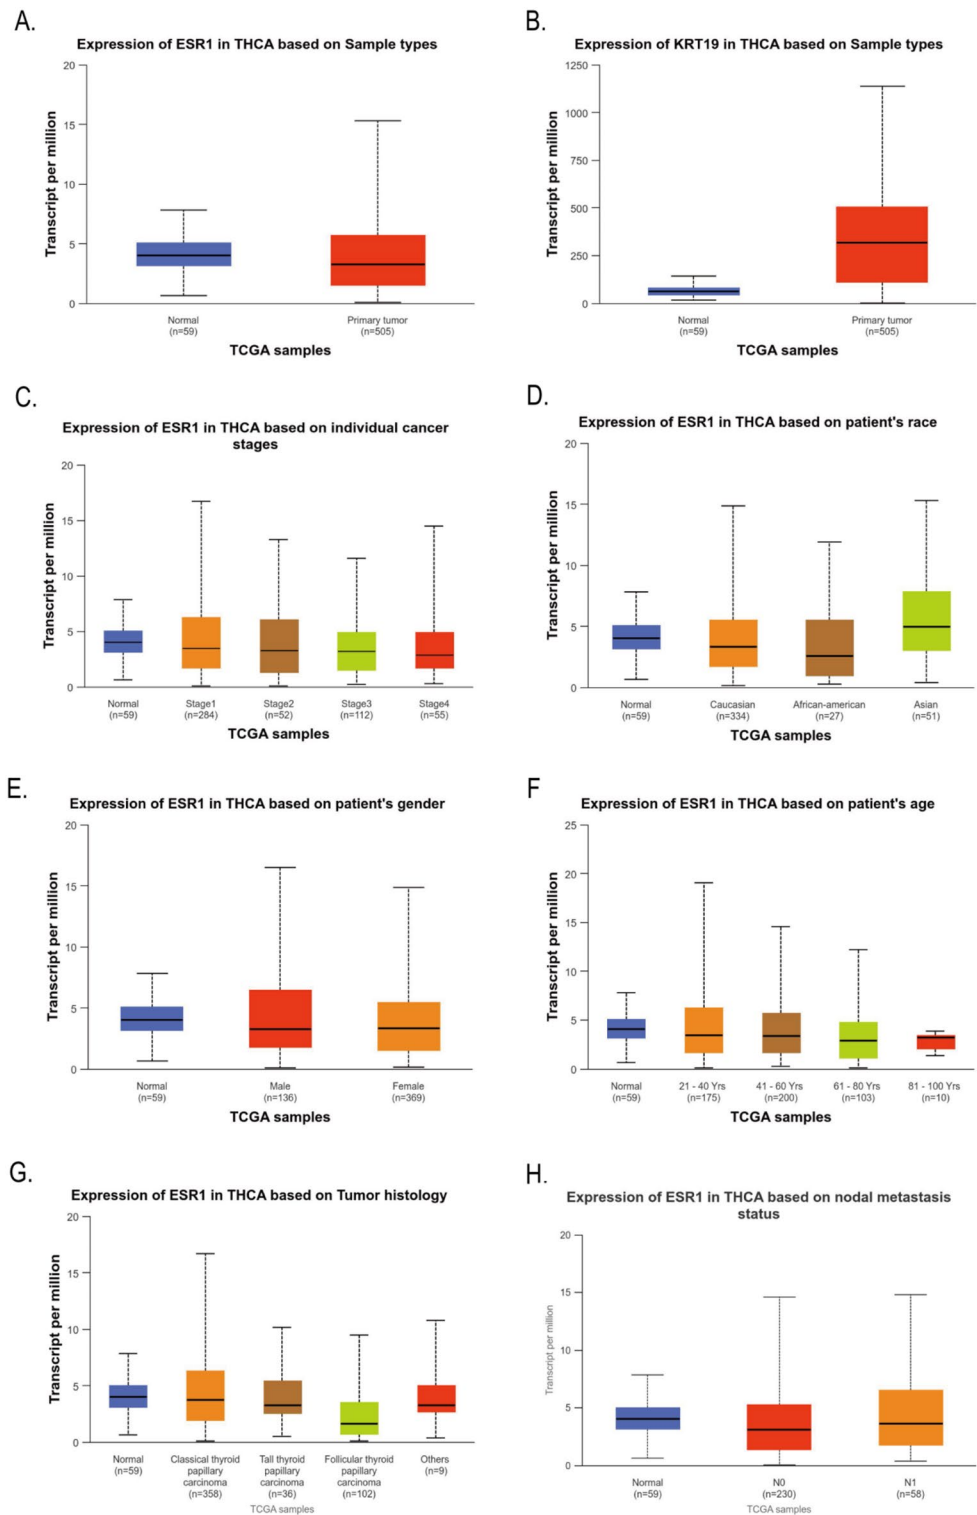 A.
Expression of ESR1 in THCA based on Sample types
Transcript per million
20
15
10
5
0
Normal
(n=59)
Primary tumor
(n=505)
TCGA samples
B.
Expression of KRT19 in THCA based on Sample types
Transcript per million
1250
1000
750
500
250
0
Normal
(n=59)
Primary tumor
(n=505)
TCGA samples
C.
Expression of ESR1 in THCA based on individual cancer
stages
Transcript per million
20
15
10
5
0
Normal
(n=59)
Stage1
(n=284)
Stage2
(n=52)
Stage3
(n=112)
Stage4
(n=55)
TCGA samples
D.
Expression of ESR1 in THCA based on patient's race
Transcript per million
20
15
10
5
0
Normal
(n=59)
Caucasian
(n=334)
African-american
(n=27)
Asian
(n=51)
TCGA samples
E.
Expression of ESR1 in THCA based on patient's gender
Transcript per million
20
15
10
5
0
Normal
(n=59)
Male
(n=136)
Female
(n=369)
TCGA samples
F
Expression of ESR1 in THCA based on patient's age
Transcript per million
25
20
15
10
5
0
Normal
(n=59)
21 - 40 Yrs
(n=175)
41 - 60 Yrs
(n=200)
61 - 80 Yrs
(n=103)
81 - 100 Yrs
(n=10)
TCGA samples
G.
Expression of ESR1 in THCA based on Tumor histology
Transcript per million
20
15
10
5
0
Normal
(n=59)
Classical thyroid
papillary
carcinoma
(n=358)
Tall thyroid
papillary
carcinoma
(n=36)
Follicular thyroid
papillary
carcinoma
(n=102)
Others
(n=9)
TCGA samples
H.
Expression of ESR1 in THCA based on nodal metastasis
status
Transcript per million
20
15
10
5
0
Normal
(n=59)
N0
(n=230)
N1
(n=58)
TCGA samples